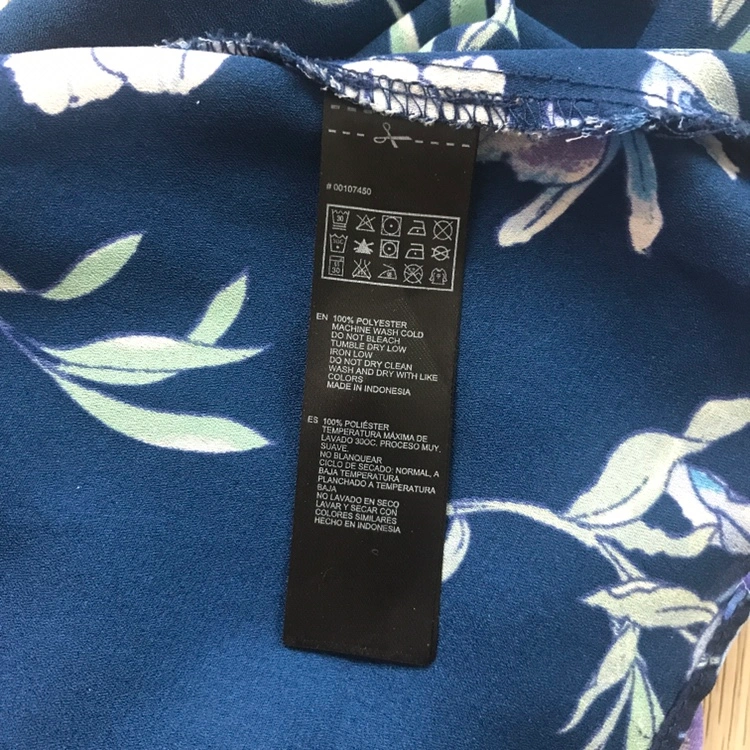 # 00107450
EN 100% POLYESTER
MACHINE WASH COLD
DO NOT BLEACH
TUMBLE DRY LOW
IRON LOW
DO NOT DRY CLEAN
WASH AND DRY WITH LIKE
COLORS
MADE IN INDONESIA
ES 100% POLIÉSTER
TEMPERATURA MÁXIMA DE
LAVADO 30OC. PROCESO MUY
SUAVE.
NO BLANQUEAR
CICLO DE SECADO: NORMAL, A
BAJA TEMPERATURA
PLANCHADO A TEMPERATURA
BAJA
NO LAVADO EN SECO
LAVAR Y SECAR CON
COLORES SIMILARES
HECHO EN INDONESIA